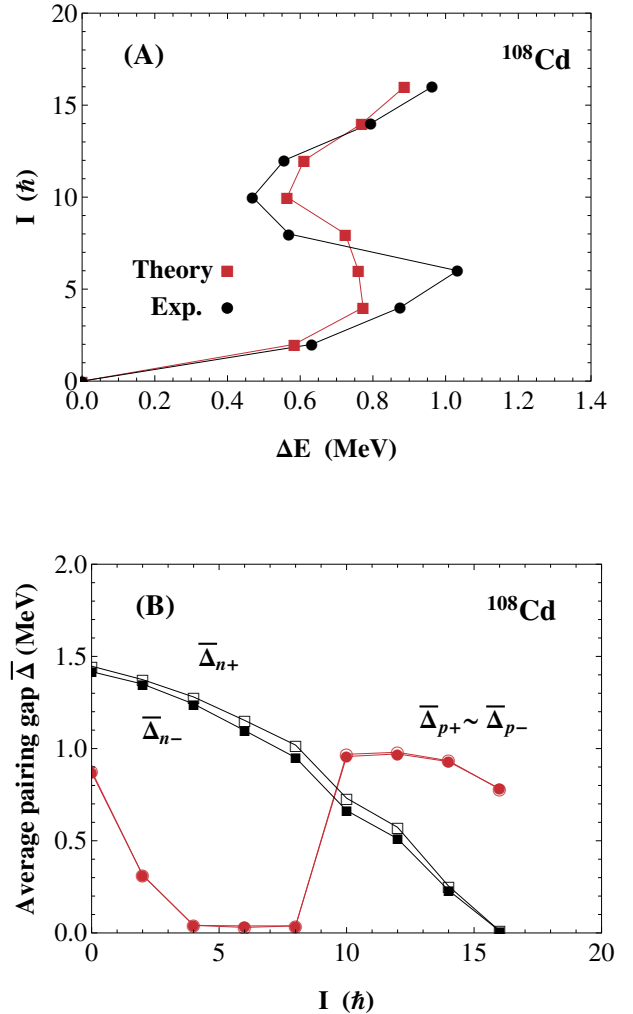 20
(A)
¹⁰⁸Cd
15
I (ħ)
10
Theory
5
Exp.
0
0.0 0.2 0.4 0.6 0.8 1.0 1.2 1.4
ΔE (MeV)
2.0
(B)
¹⁰⁸Cd
Average pairing gap Δ̅ (MeV)
Δ̅ₙ₊
1.5
Δ̅ₙ₋
Δ̅ₚ₊ ~ Δ̅ₚ₋
1.0
0.5
0.0
0 5 10 15 20
I (ħ)